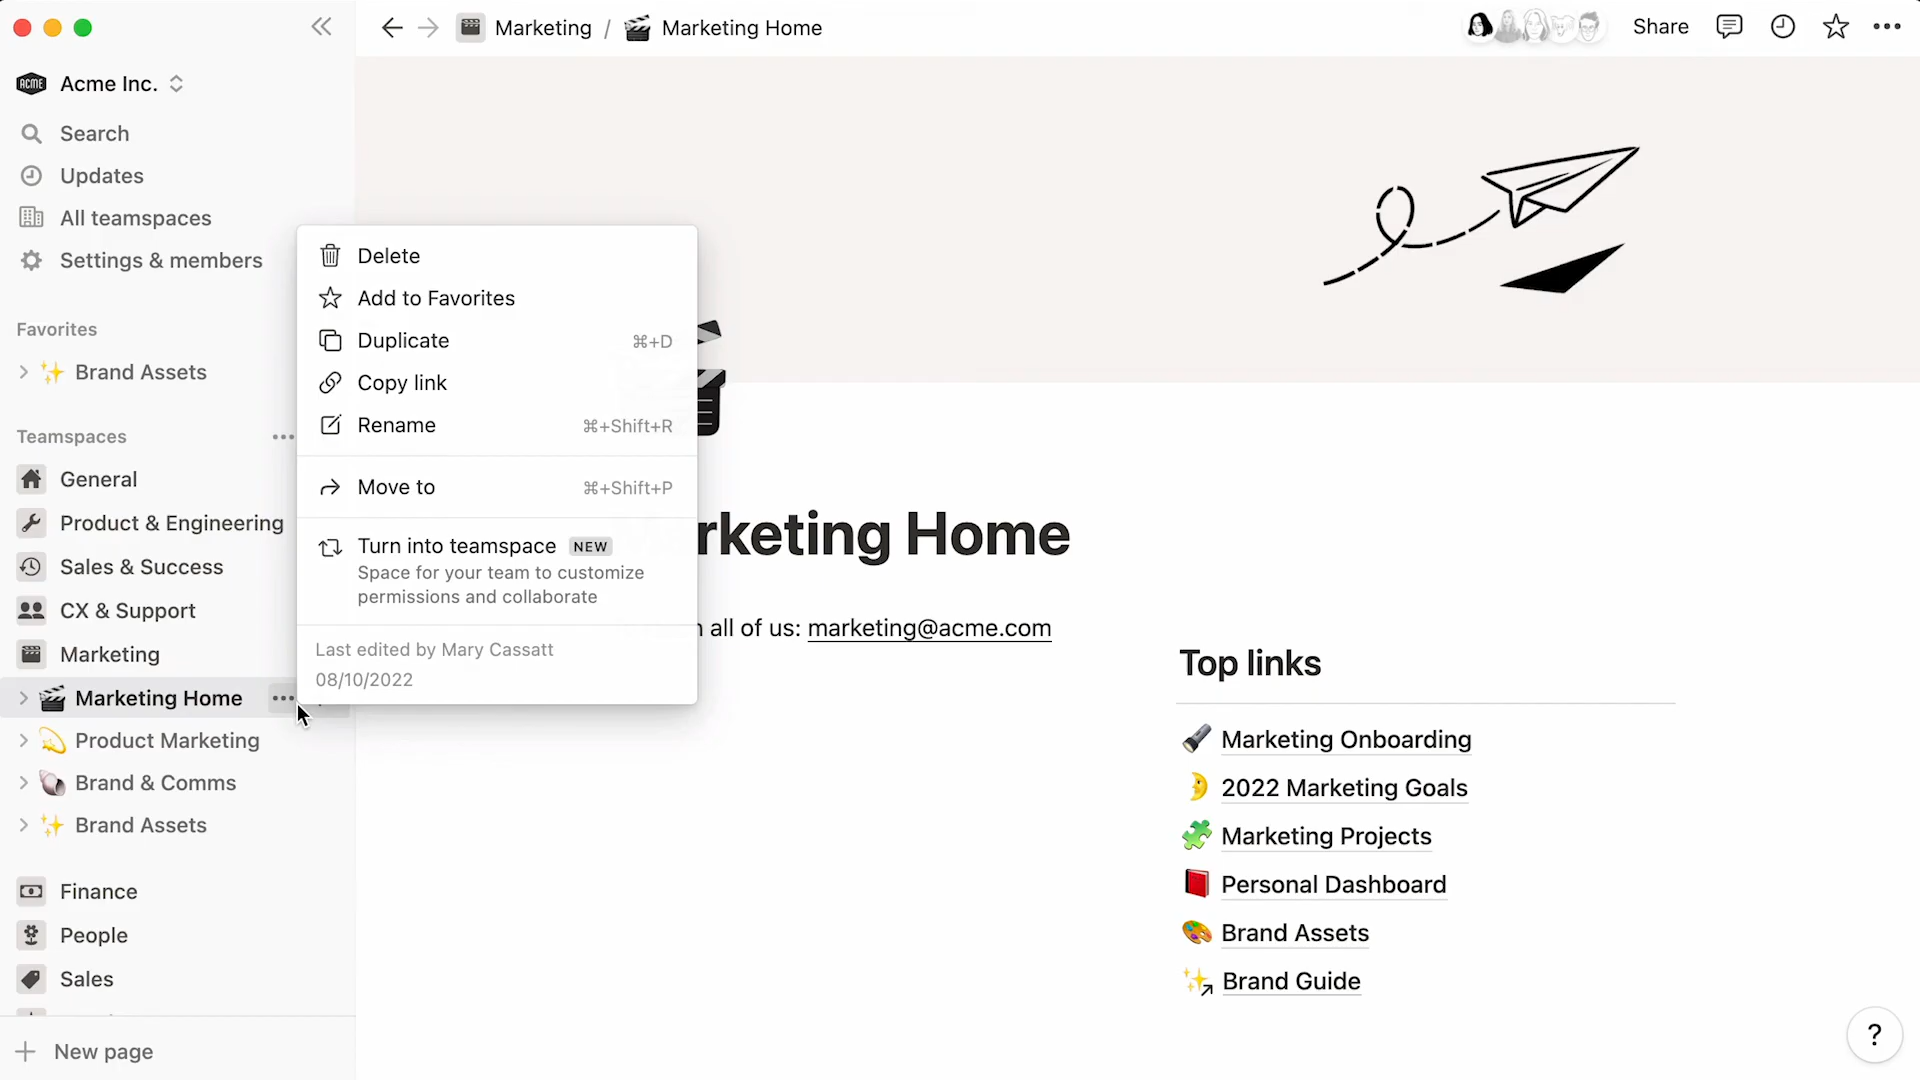 Marketing / Marketing Home
Share
ACME Acme Inc.
Search
Updates
All teamspaces
Settings & members
Favorites
Brand Assets
Teamspaces
General
Product & Engineering
Sales & Success
CX & Support
Marketing
Marketing Home
Product Marketing
Brand & Comms
Brand Assets
Finance
People
Sales
New page
Delete
Add to Favorites
Duplicate ⌘+D
Copy link
Rename ⌘+Shift+R
Move to ⌘+Shift+P
Turn into teamspace NEW
Space for your team to customize
permissions and collaborate
Last edited by Mary Cassatt
08/10/2022
rketing Home
all of us: marketing@acme.com
Top links
Marketing Onboarding
2022 Marketing Goals
Marketing Projects
Personal Dashboard
Brand Assets
Brand Guide
?